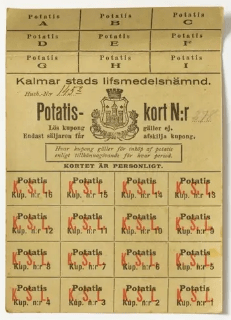 Potatis Potatis Potatis
A B C
Potatis Potatis Potatis
D E F
Potatis Potatis Potatis
G H I
Kalmar stads lifsmedelsnämnd.
Hush.-N:r 1453
Potatis- kort N:r
Lös kupong gäller ej.
Endast säljaren får afskilja kupong.
Hvar kupong gäller för inköp af potatis
enligt tillkännagifvande för hvar period.
KORTET ÄR PERSONLIGT.
Potatis Potatis Potatis Potatis
K. S. L. K. S. L. K. S. L. K. S. L.
Kup. n:r 16 Kup. n:r 15 Kup. n:r 14 Kup. n:r 13
Potatis Potatis Potatis Potatis
K. S. L. K. S. L. K. S. L. K. S. L.
Kup. n:r 12 Kup. n:r 11 Kup. n:r 10 Kup. n:r 9
Potatis Potatis Potatis Potatis
K. S. L. K. S. L. K. S. L. K. S. L.
Kup. n:r 8 Kup. n:r 7 Kup. n:r 6 Kup. n:r 5
Potatis Potatis Potatis Potatis
K. S. L. K. S. L. K. S. L. K. S. L.
Kup. n:r 4 Kup. n:r 3 Kup. n:r 2 Kup. n:r 1